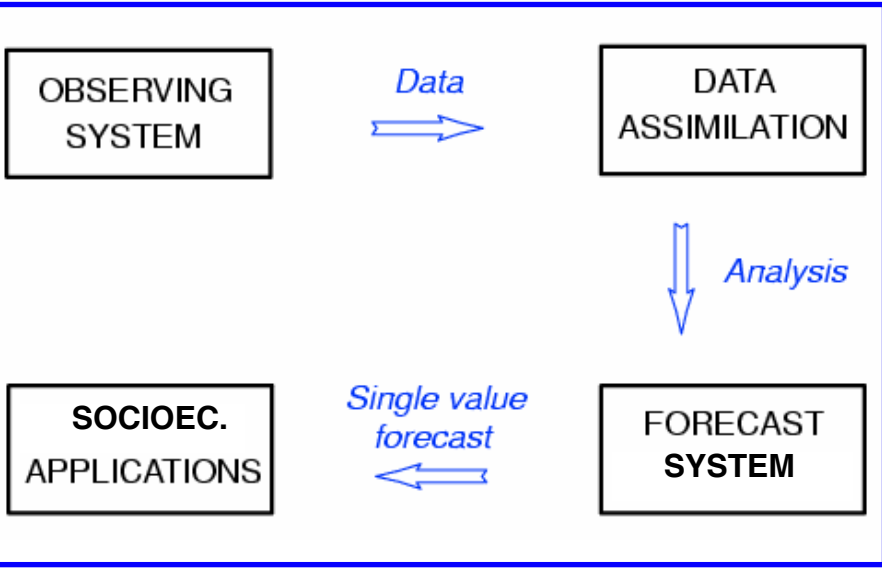 OBSERVING
SYSTEM
Data
DATA
ASSIMILATION
Analysis
SOCIOEC.
APPLICATIONS
Single value
forecast
FORECAST
SYSTEM